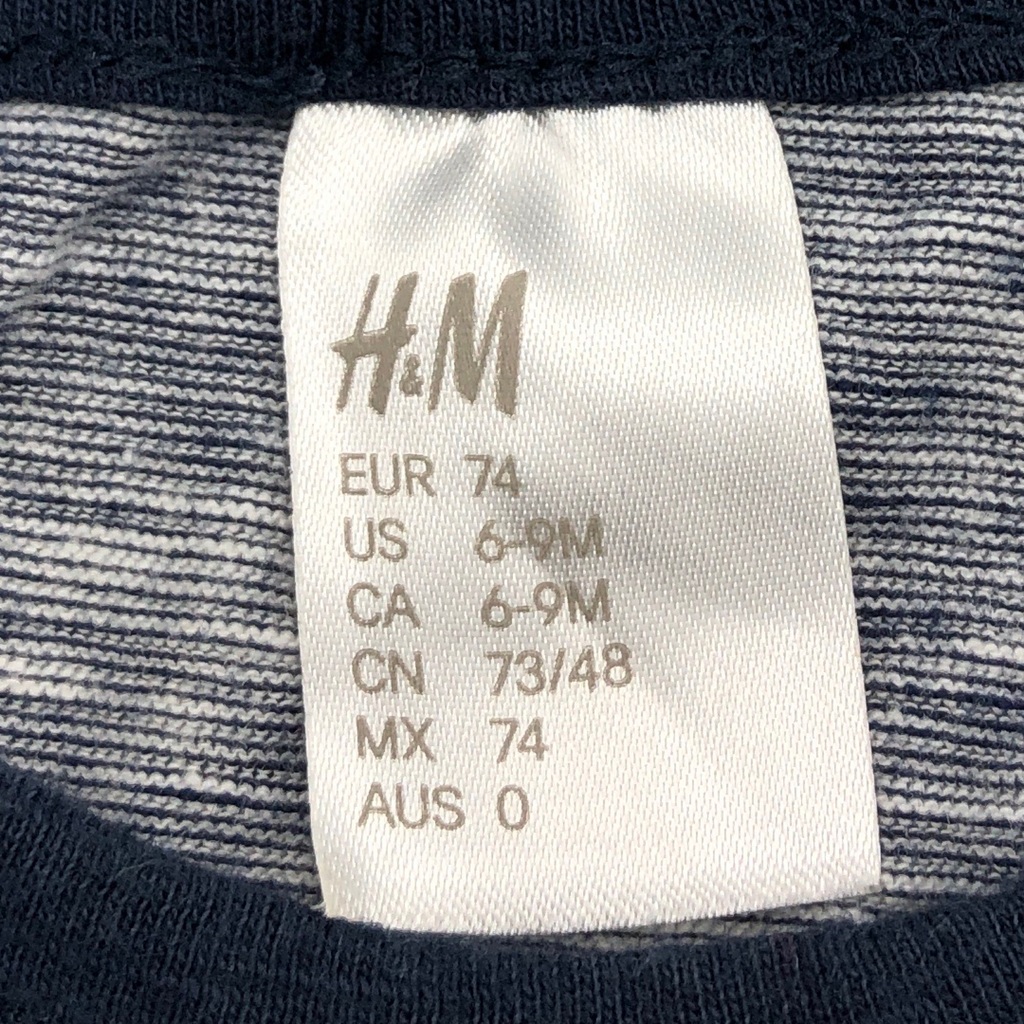 H&M
EUR 74
US 6-9M
CA 6-9M
CN 73/48
MX 74
AUS 0